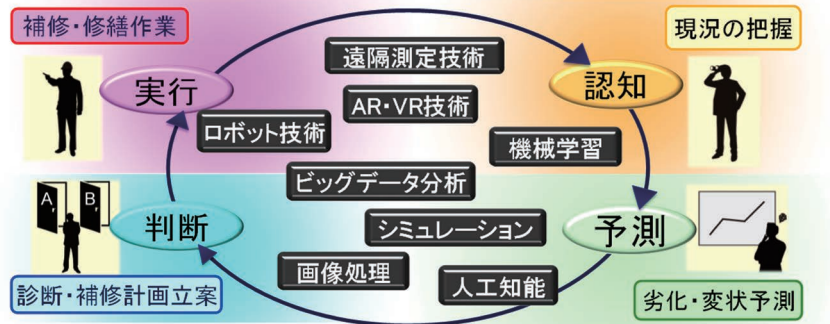 補修・修繕作業
現況の把握
遠隔測定技術
実行
認知
AR・VR技術
ロボット技術
機械学習
ビッグデータ分析
A,
B,
判断
シミュレーション
予測
画像処理
人工知能
診断・補修計画立案
劣化・変状予測